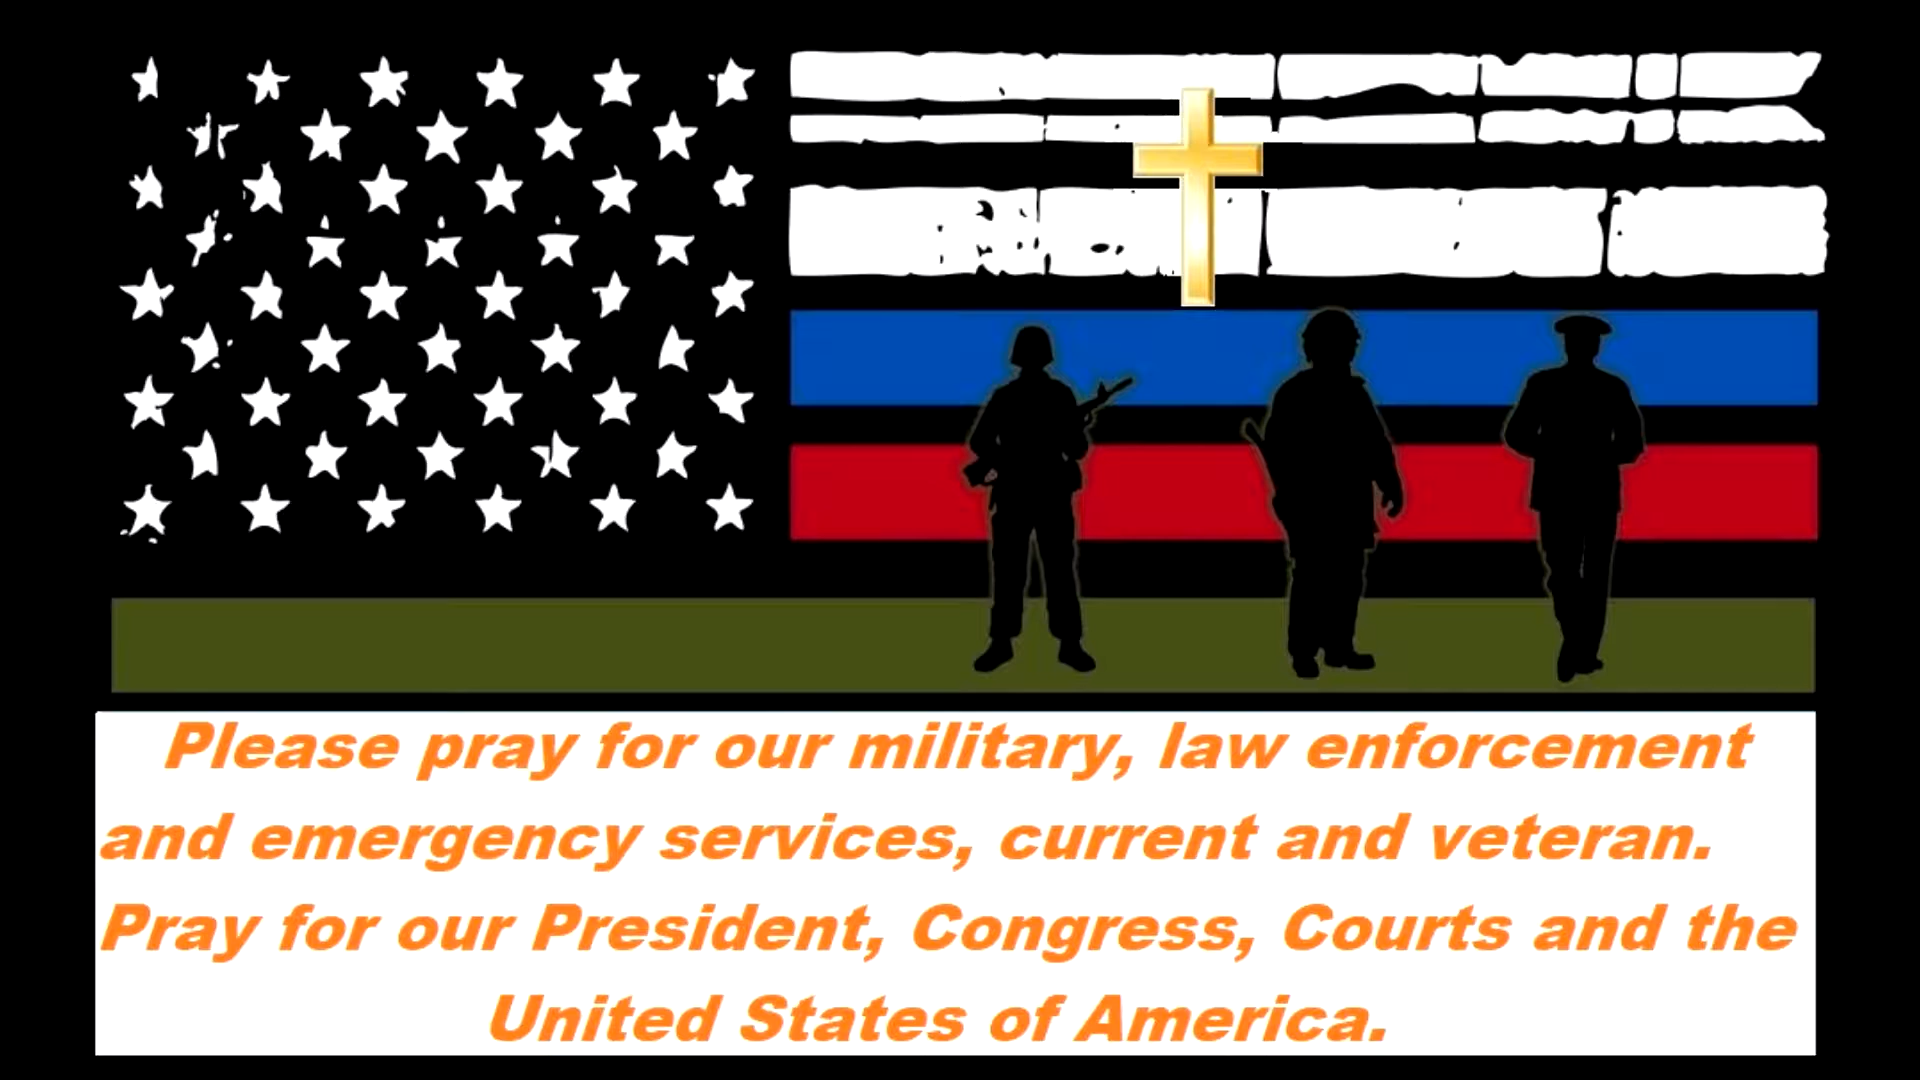 Please pray for our military, law enforcement
and emergency services, current and veteran.
Pray for our President, Congress, Courts and the
United States of America.